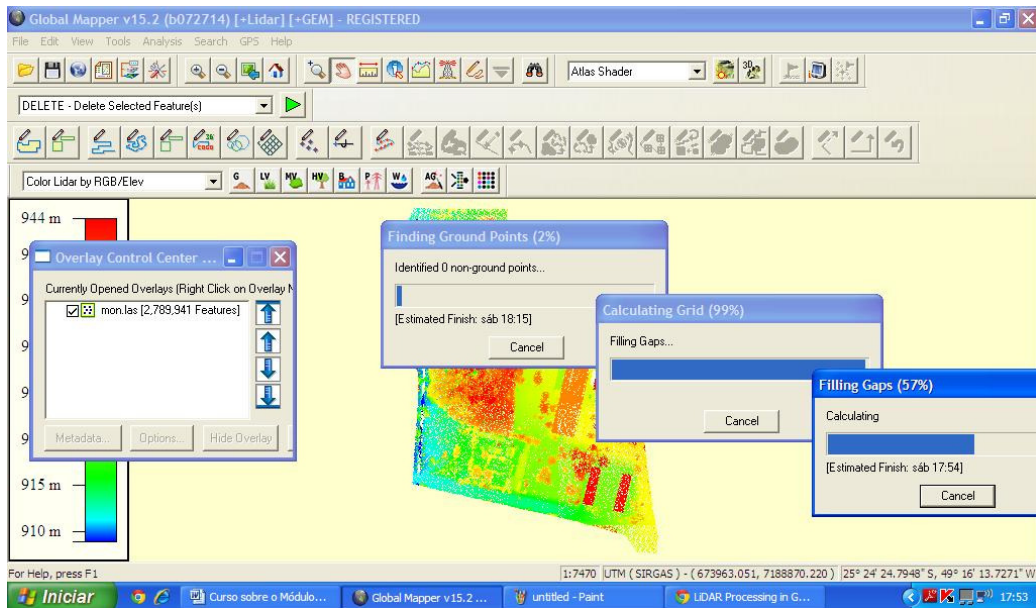 Global Mapper v15.2 (b072714) [+Lidar] [+GEM] - REGISTERED
File Edit View Tools Analysis Search GPS Help
Atlas Shader
3D
DELETE - Delete Selected Feature(s)
Color Lidar by RGB/Elev
G LV MV HV
944 m
Overlay Control Center ...
Currently Opened Overlays (Right Click on Overlay N
mon.las [2,789,941 Features]
Metadata... Options... Hide Overlay
915 m
910 m
Finding Ground Points (2%)
Identified 0 non-ground points...
[Estimated Finish: sáb 18:15]
Cancel
Calculating Grid (99%)
Filling Gaps...
Cancel
Filling Gaps (57%)
Calculating
[Estimated Finish: sáb 17:54]
Cancel
For Help, press F1
1:7470 UTM ( SIRGAS ) - ( 673963.051, 7188870.220 ) 25° 24' 24.7948" S, 49° 16' 13.7271" W
Iniciar
Curso sobre o Módulo...
Global Mapper v15.2 ...
untitled - Paint
LiDAR Processing in G...
17:53